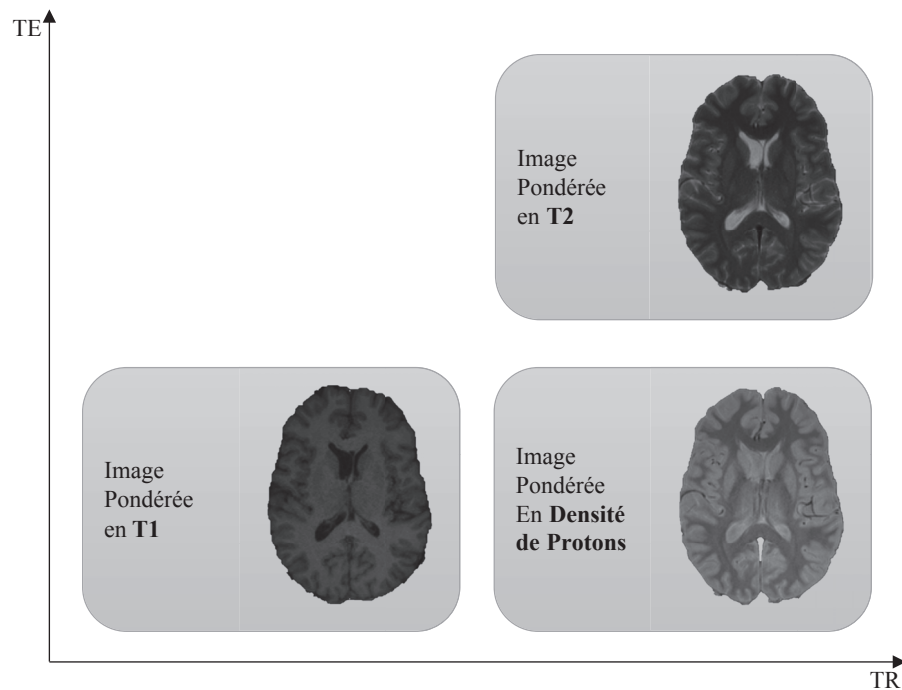 TE
Image
Pondérée
en T2
Image
Pondérée
en T1
Image
Pondérée
En Densité
de Protons
TR